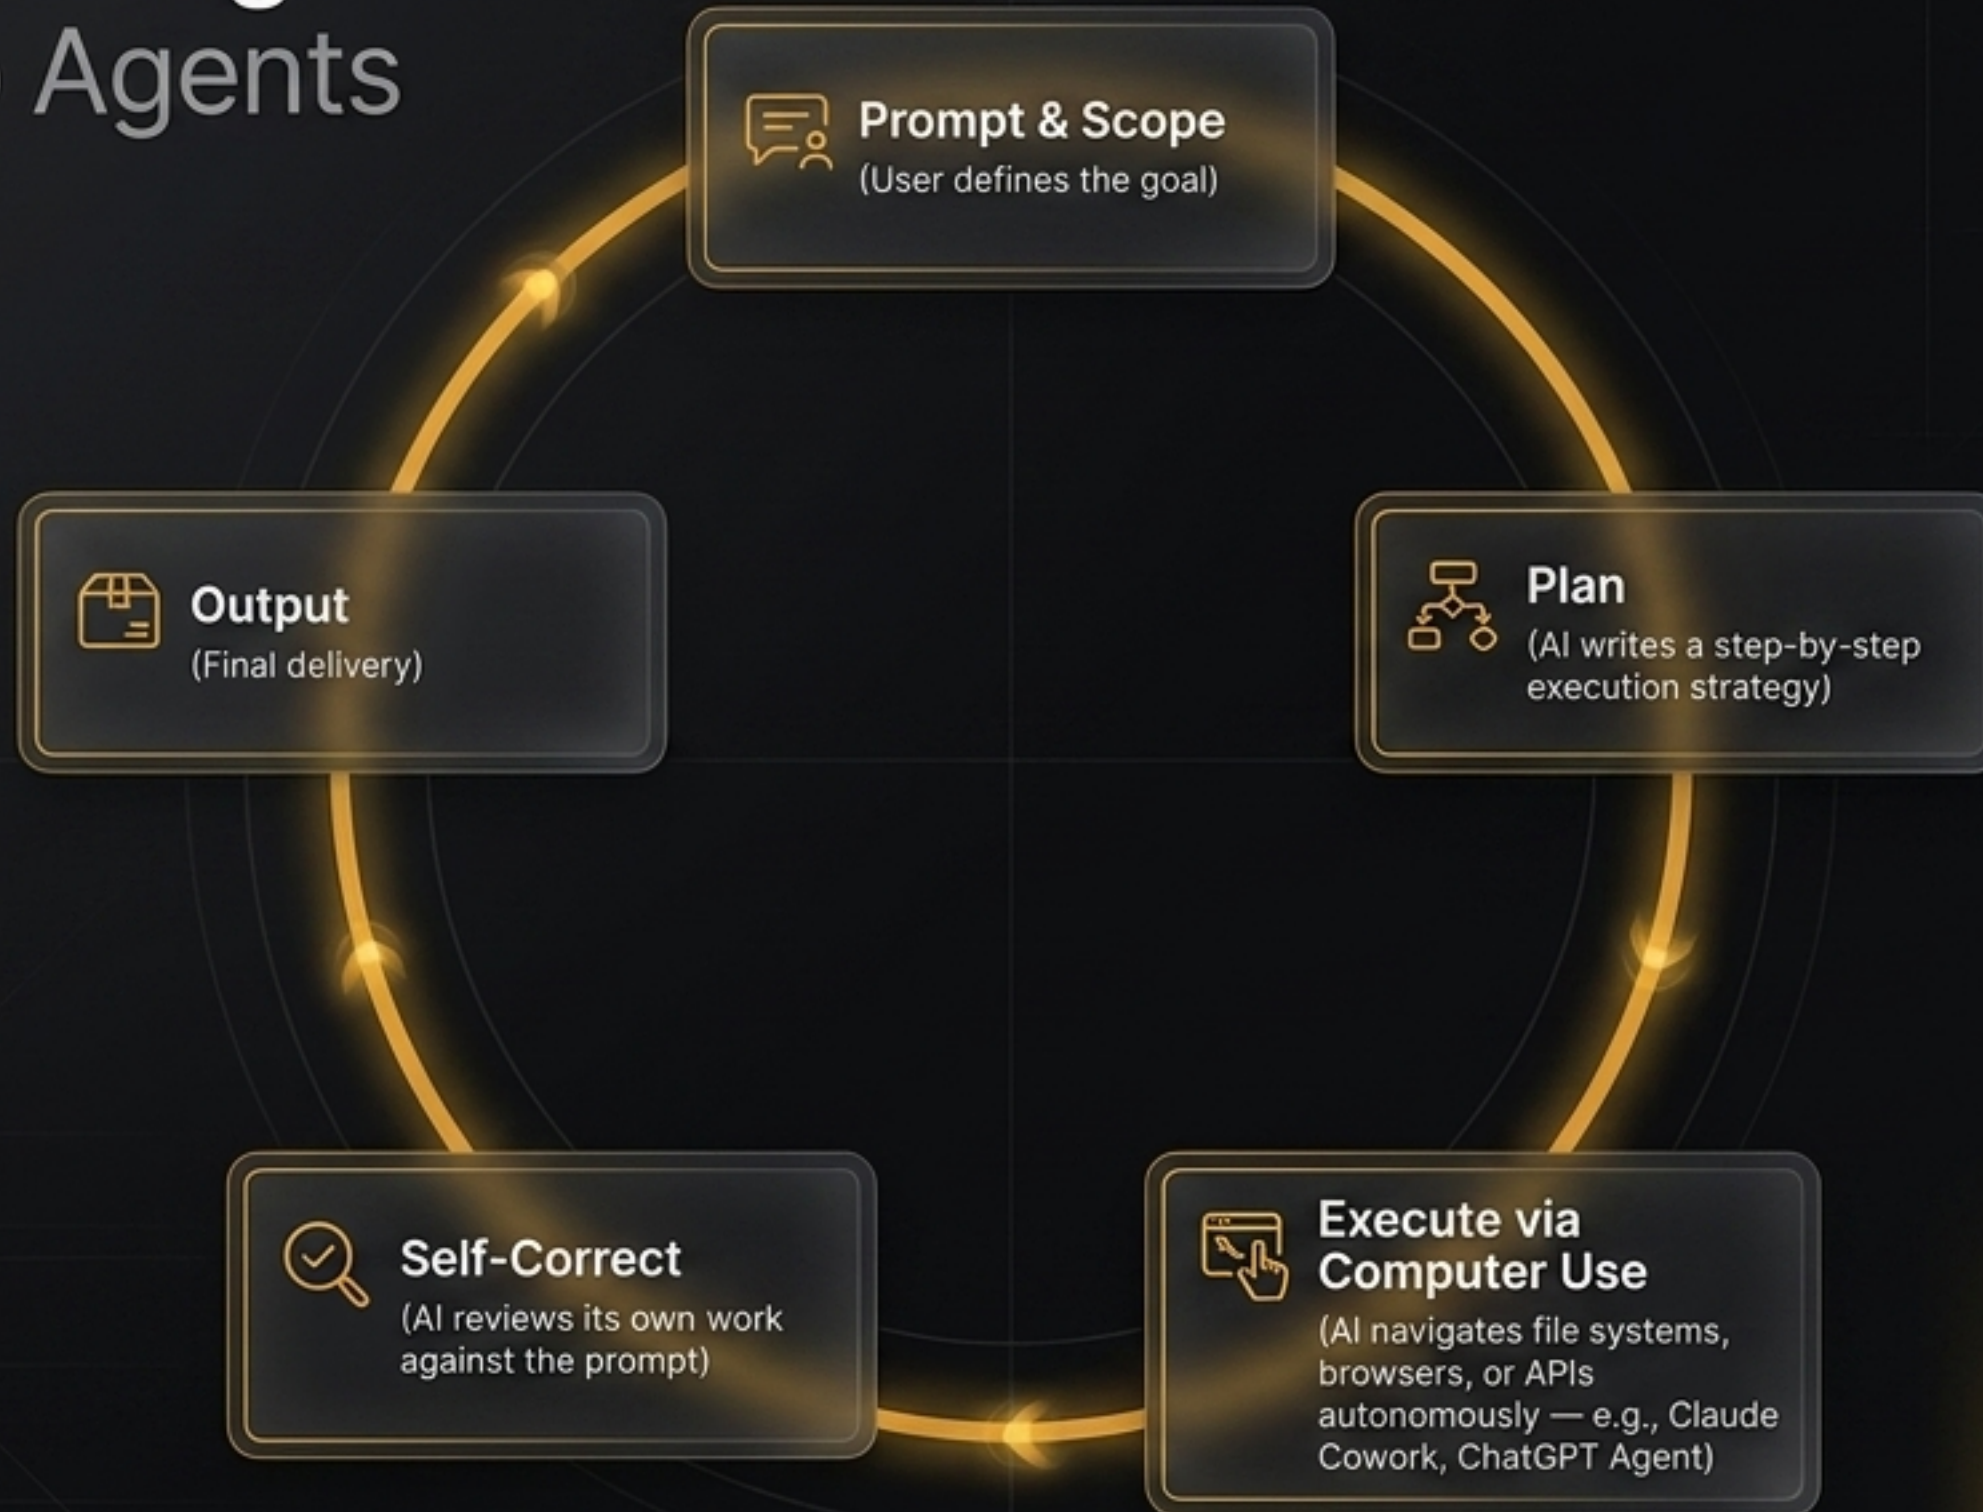 Agents
Prompt & Scope
(User defines the goal)
Plan
(AI writes a step-by-step
execution strategy)
Execute via
Computer Use
(AI navigates file systems,
browsers, or APIs
autonomously — e.g., Claude
Cowork, ChatGPT Agent)
Self-Correct
(AI reviews its own work
against the prompt)
Output
(Final delivery)